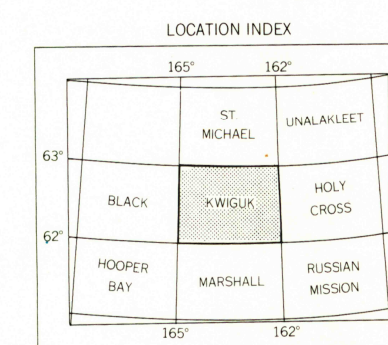 LOCATION INDEX
165° 162°
ST
MICHAEL
UNALAKLEET
63°
BLACK
KWIGUK
HOLY
CROSS
62°
HOOPER
BAY
MARSHALL
RUSSIAN
MISSION
165° 162°